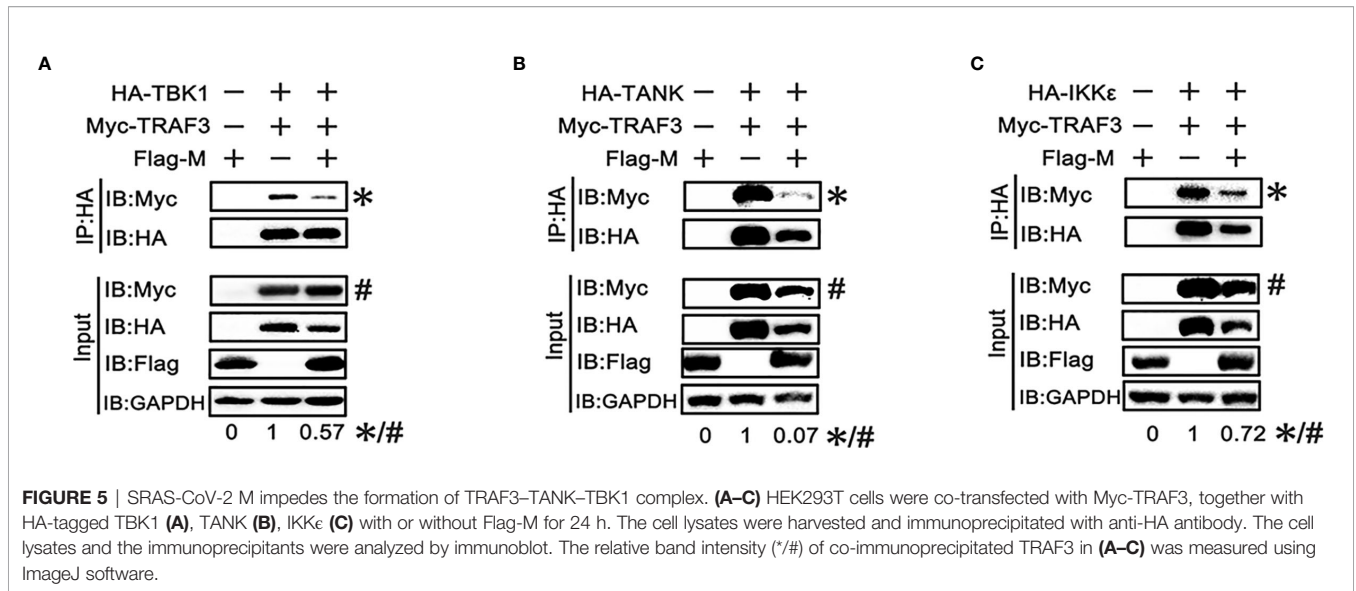 A
HA-TBK1 — + +
Myc-TRAF3 — + +
Flag-M + — +
IP:HA
IB:Myc *
IB:HA
Input
IB:Myc #
IB:HA
IB:Flag
IB:GAPDH
0 1 0.57 */#
B
HA-TANK — + +
Myc-TRAF3 — + +
Flag-M + — +
IP:HA
IB:Myc *
IB:HA
Input
IB:Myc #
IB:HA
IB:Flag
IB:GAPDH
0 1 0.07 */#
C
HA-IKKε — + +
Myc-TRAF3 — + +
Flag-M + — +
IP:HA
IB:Myc *
IB:HA
Input
IB:Myc #
IB:HA
IB:Flag
IB:GAPDH
0 1 0.72 */#
FIGURE 5 | SRAS-CoV-2 M impedes the formation of TRAF3–TANK–TBK1 complex. (A–C) HEK293T cells were co-transfected with Myc-TRAF3, together with
HA-tagged TBK1 (A), TANK (B), IKKϵ (C) with or without Flag-M for 24 h. The cell lysates were harvested and immunoprecipitated with anti-HA antibody. The cell
lysates and the immunoprecipitants were analyzed by immunoblot. The relative band intensity (*/#) of co-immunoprecipitated TRAF3 in (A–C) was measured using
ImageJ software.